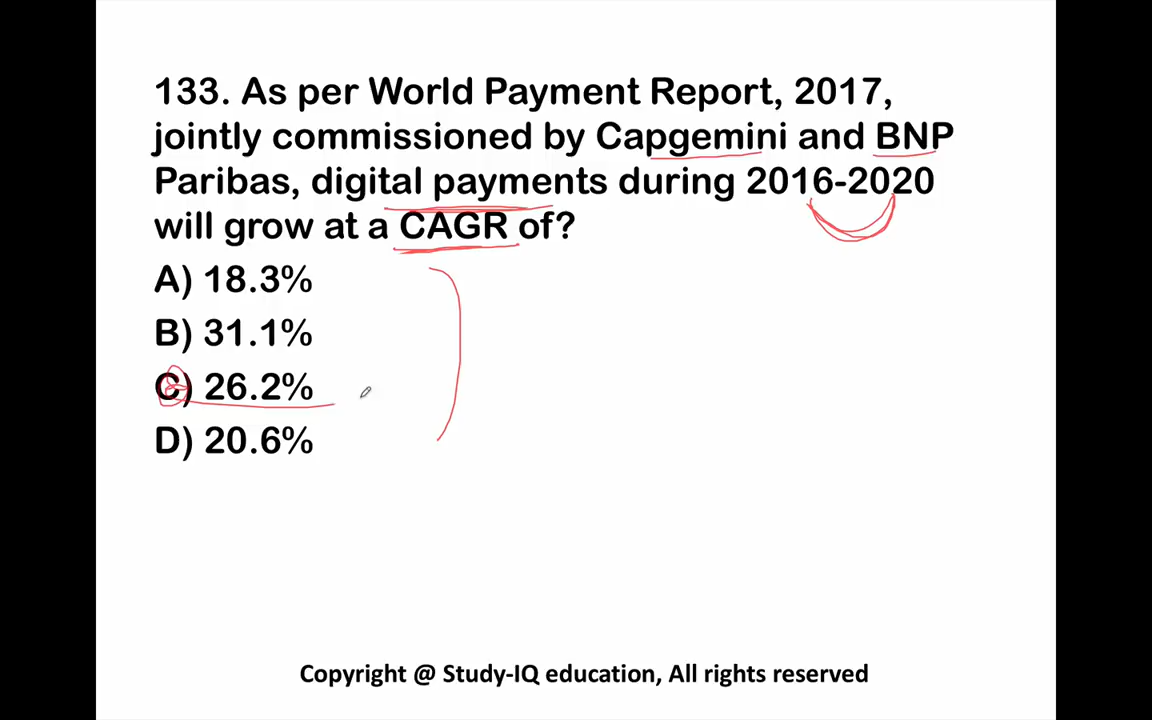 133. As per World Payment Report, 2017,
jointly commissioned by Capgemini and BNP
Paribas, digital payments during 2016-2020
will grow at a CAGR of?
A) 18.3%
B) 31.1%
C) 26.2%
D) 20.6%
Copyright @ Study-IQ education, All rights reserved